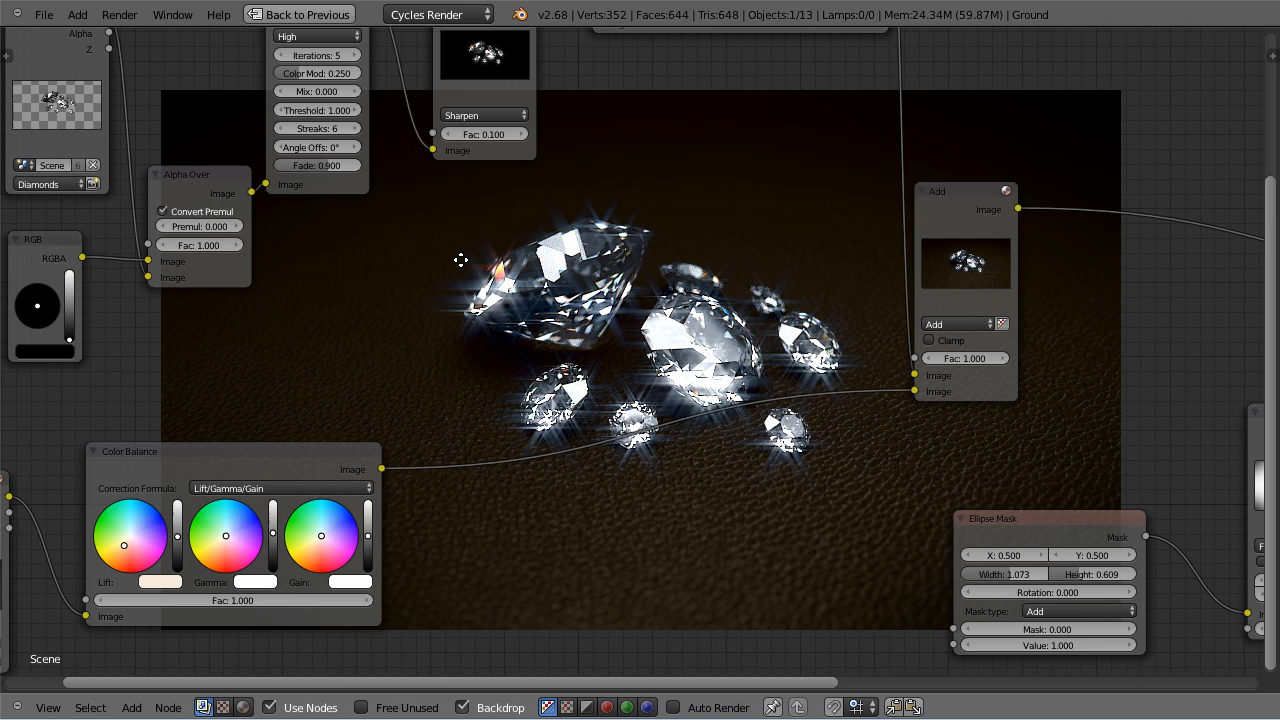 File Render Window Help Back to Previous Cycles Render v2.68 | Verts:352 | Faces:644 | Tris:648 | Objects:1/13 | Lamps:0/0 | Mem:24.34M (59.87M) | Ground
Alpha
Z
Scene 6
Diamonds
High
Iterations: 5
Color Mod: 0.250
Mix: 0.000
Threshold: 1.000
Streaks: 6
Angle Offs: 0°
Fade: 0.900
Image
Sharpen
Fac: 0.100
Image
Alpha Over
Image
Convert Premul
Premul: 0.000
Fac: 1.000
Image
Image
RGB
RGBA
Add
Image
Add
Clamp
Fac: 1.000
Image
Image
Color Balance
Image
Correction Formula: Lift/Gamma/Gain
Lift: Gamma: Gain:
Fac: 1.000
Image
Ellipse Mask
Mask
X: 0.500 Y: 0.500
Width: 1.073 Height: 0.609
Rotation: 0.000
Mask type: Add
Mask: 0.000
Value: 1.000
Scene
View Select Add Node Use Nodes Free Unused Backdrop Auto Render